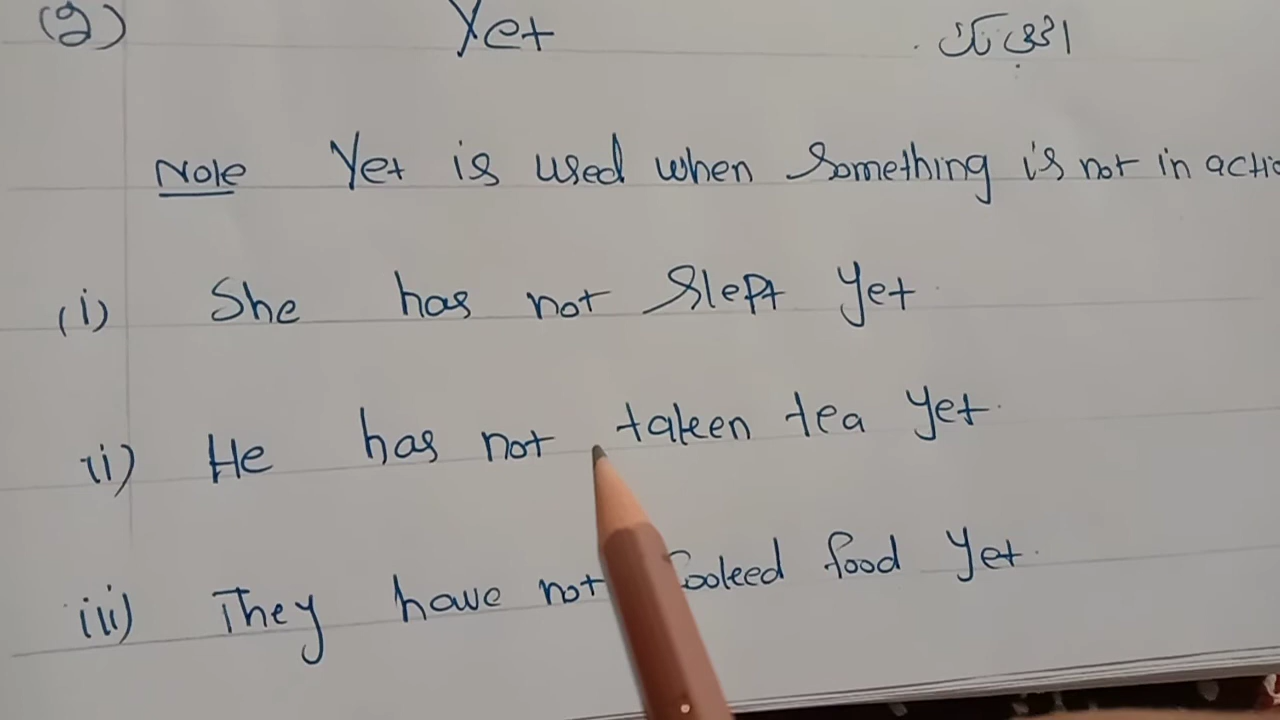 (2) Yet ابھی تک
Note Yet is used when something is not in actio
(i) She has not slept yet
ii) He has not taken tea yet.
iii) They have not Cooked food yet.